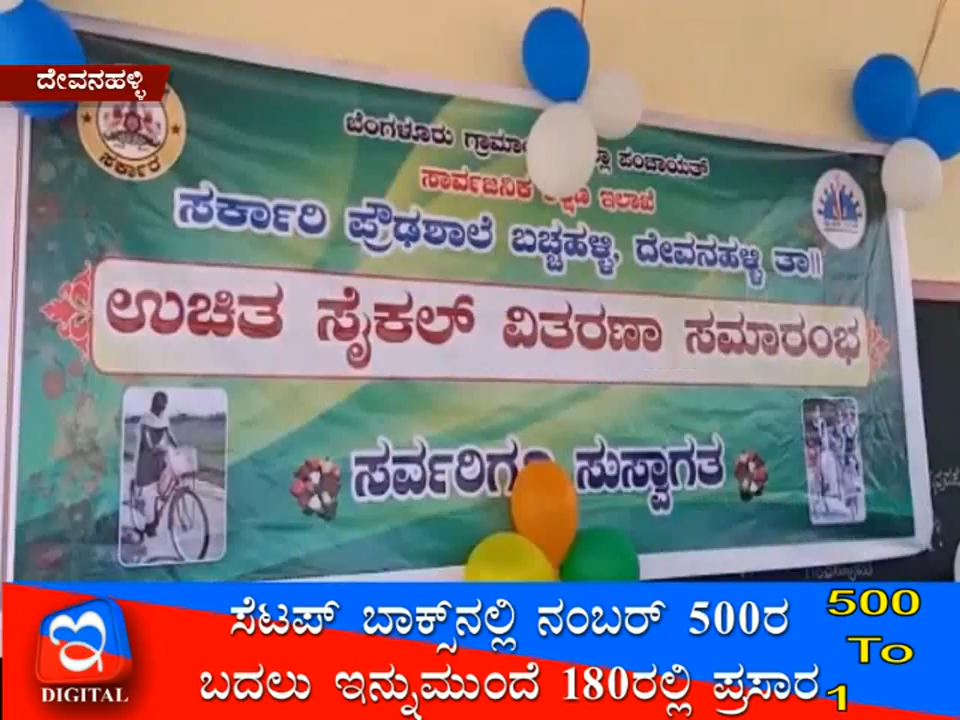 ದೇವನಹಳ್ಳಿ
ಸರ್ಕಾರ
ಬೆಂಗಳೂರು ಪಂಚಾಯತ್
ಸಾರ್ವಜನಿಕ ಇಲಾಖೆ
ಸರ್ಕಾರಿ ಪ್ರೌಢಶಾಲೆ ಬಚ್ಚಹಳ್ಳಿ, ದೇವನಹಳ್ಳಿ ತಾ||
ಉಚಿತ ಸೈಕಲ್ ವಿತರಣಾ ಸಮಾರಂಭ
ಸರ್ವರಿಗೂ ಸುಸ್ವಾಗತ
ಸೆಟಪ್ ಬಾಕ್ಸ್‌ನಲ್ಲಿ ನಂಬರ್ 500ರ
ಬದಲು ಇನ್ನುಮುಂದೆ 180ರಲ್ಲಿ ಪ್ರಸಾರ
500
To
1
DIGITAL